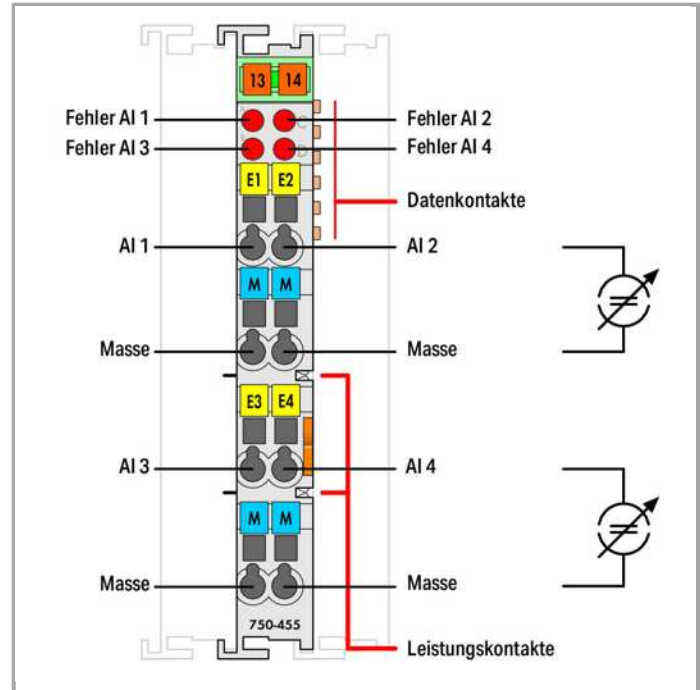 13 14
Fehler AI 1
Fehler AI 2
Fehler AI 3
Fehler AI 4
E1 E2
Datenkontakte
AI 1
AI 2
M M
Masse
Masse
E3 E4
AI 3
AI 4
M M
Masse
Masse
750-455
Leistungskontakte